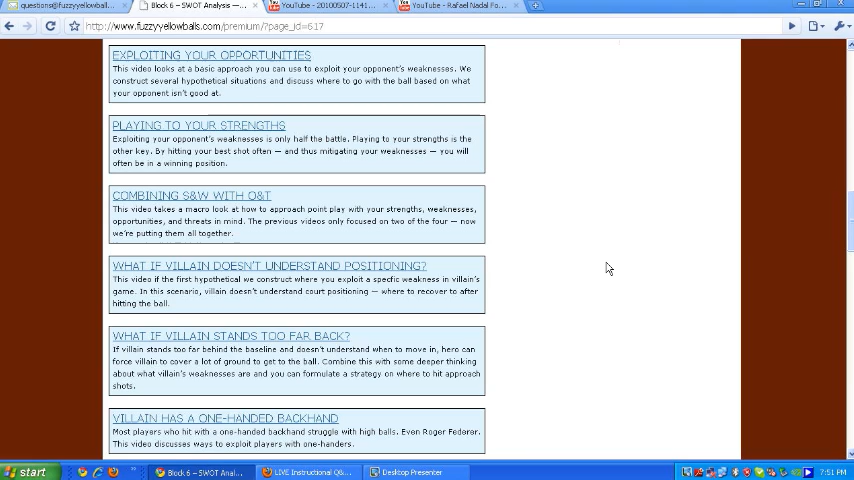 questions@fuzzyyellowball...
Block 6 – SWOT Analysis —...
YouTube - 20100507-1141...
YouTube - Rafael Nadal Fo...
http://www.fuzzyyellowballs.com/premium/?page_id=617
EXPLOITING YOUR OPPORTUNITIES
This video looks at a basic approach you can use to exploit your opponent's weaknesses. We
construct several hypothetical situations and discuss where to go with the ball based on what
your opponent isn't good at.
PLAYING TO YOUR STRENGTHS
Exploiting your opponent's weaknesses is only half the battle. Playing to your strengths is the
other key. By hitting your best shot often — and thus mitigating your weaknesses — you will
often be in a winning position.
COMBINING S&W WITH O&T
This video takes a macro look at how to approach point play with your strengths, weaknesses,
opportunities, and threats in mind. The previous videos only focused on two of the four — now
we're putting them all together.
WHAT IF VILLAIN DOESN'T UNDERSTAND POSITIONING?
This video if the first hypothetical we construct where you exploit a specfic weakness in villain's
game. In this scenario, villain doesn't understand court positioning — where to recover to after
hitting the ball.
WHAT IF VILLAIN STANDS TOO FAR BACK?
If villain stands too far behind the baseline and doesn't understand when to move in, hero can
force villain to cover a lot of ground to get to the ball. Combine this with some deeper thinking
about what villain's weaknesses are and you can formulate a strategy on where to hit approach
shots.
VILLAIN HAS A ONE-HANDED BACKHAND
Most players who hit with a one-handed backhand struggle with high balls. Even Roger Federer.
This video discusses ways to exploit players with one-handers.
start
Block 6 – SWOT Anal...
LIVE Instructional Q&...
Desktop Presenter
7:51 PM